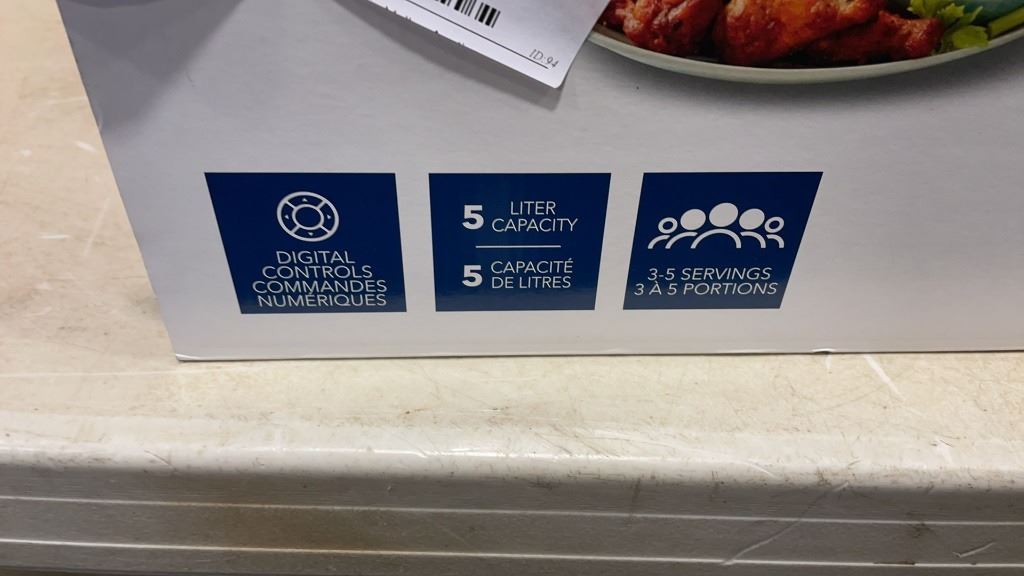 ID:94
DIGITAL
CONTROLS
COMMANDES
NUMÉRIQUES
5 LITER
CAPACITY
5 CAPACITÉ
DE LITRES
3-5 SERVINGS
3 À 5 PORTIONS